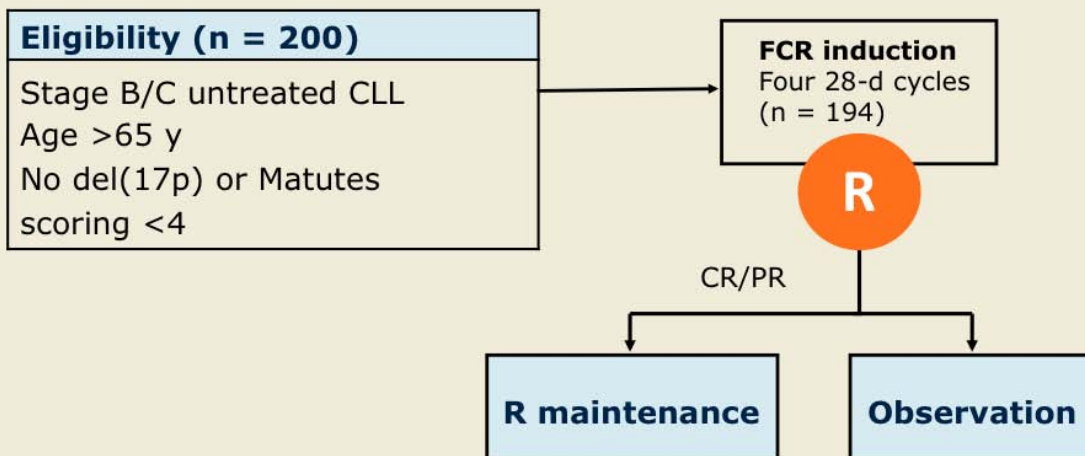 Eligibility (n = 200)
Stage B/C untreated CLL
Age >65 y
No del(17p) or Matutes
scoring <4
FCR induction
Four 28-d cycles
(n = 194)
R
CR/PR
R maintenance
Observation